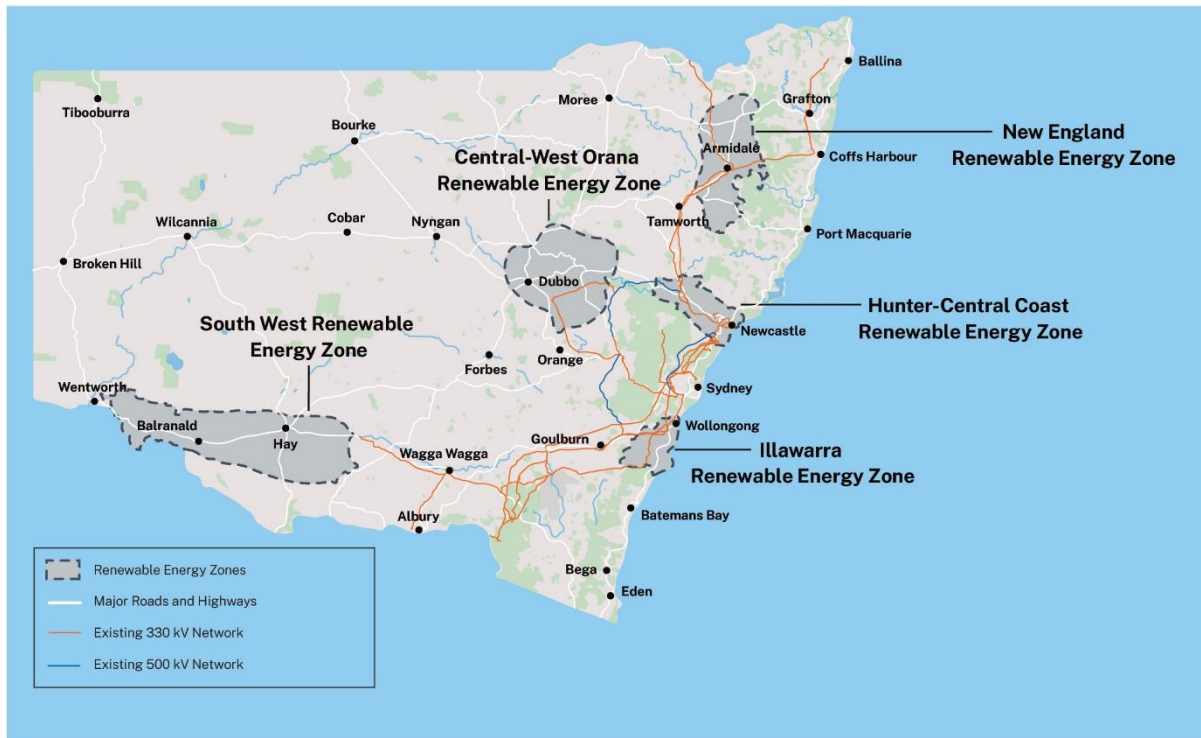 Ballina
Tibooburra
Moree
Grafton
Bourke
New England
Renewable Energy Zone
Armidale
Coffs Harbour
Central-West Orana
Renewable Energy Zone
Tamworth
Wilcannia
Cobar
Nyngan
Port Macquarie
Broken Hill
Dubbo
Hunter-Central Coast
Renewable Energy Zone
Newcastle
South West Renewable
Energy Zone
Orange
Forbes
Sydney
Wentworth
Wollongong
Balranald
Hay
Goulburn
Illawarra
Renewable Energy Zone
Wagga Wagga
Batemans Bay
Albury
Bega
Eden
Renewable Energy Zones
Major Roads and Highways
Existing 330 kV Network
Existing 500 kV Network